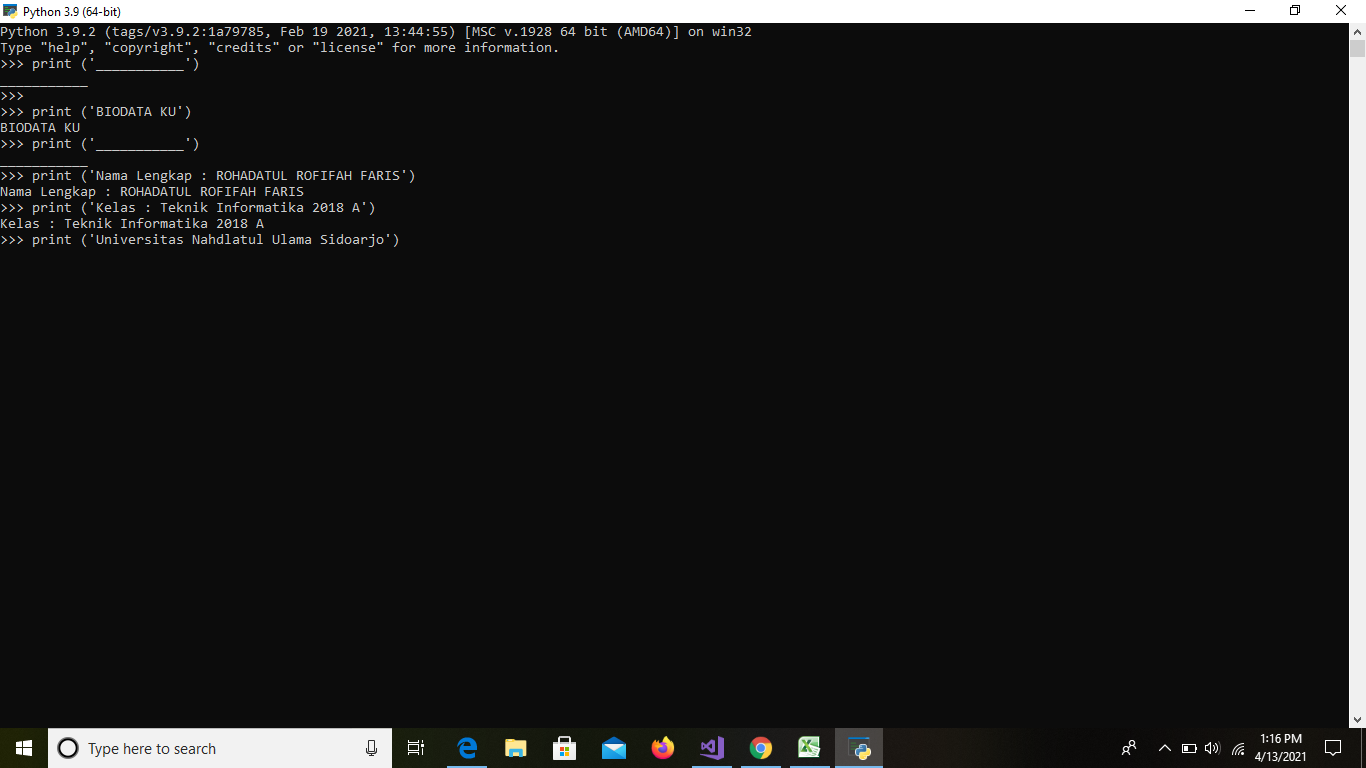 Python 3.9 (64-bit)
Python 3.9.2 (tags/v3.9.2:1a79785, Feb 19 2021, 13:44:55) [MSC v.1928 64 bit (AMD64)] on win32
Type "help", "copyright", "credits" or "license" for more information.
>>> print ('___________')
___________
>>>
>>> print ('BIODATA KU')
BIODATA KU
>>> print ('___________')
___________
>>> print ('Nama Lengkap : ROHADATUL ROFIFAH FARIS')
Nama Lengkap : ROHADATUL ROFIFAH FARIS
>>> print ('Kelas : Teknik Informatika 2018 A')
Kelas : Teknik Informatika 2018 A
>>> print ('Universitas Nahdlatul Ulama Sidoarjo')
Type here to search
1:16 PM
4/13/2021